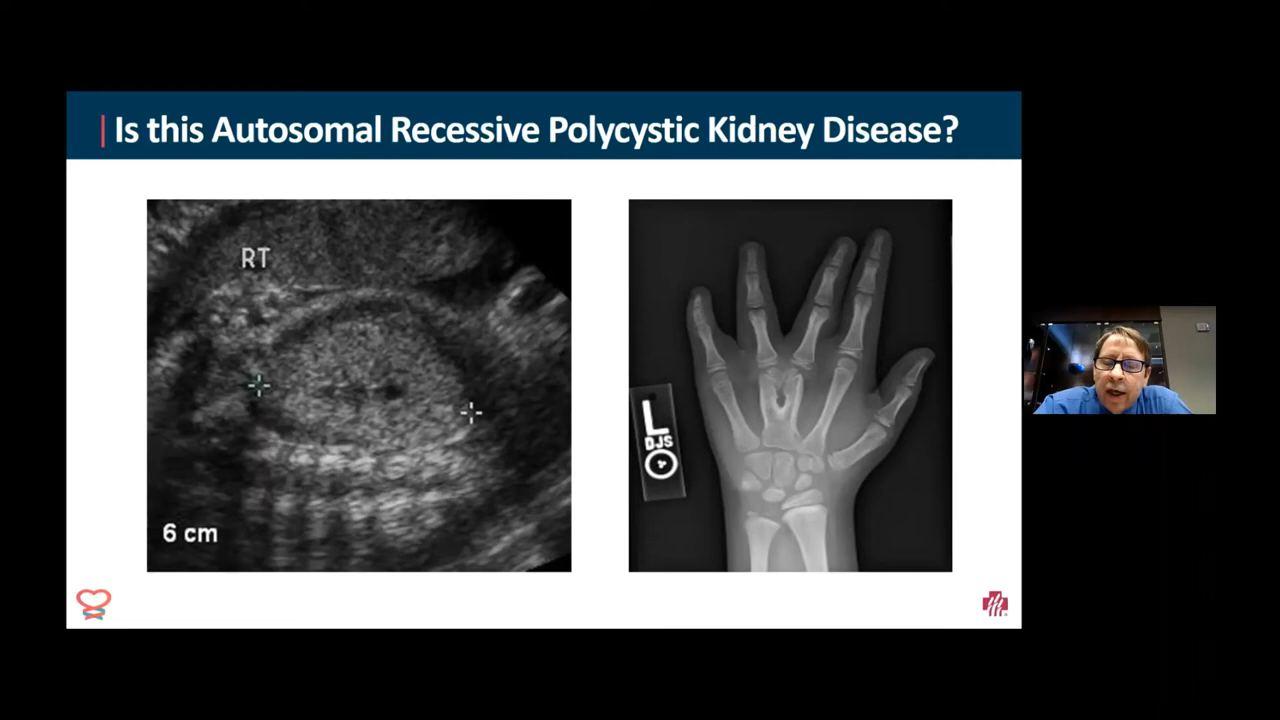 Is this Autosomal Recessive Polycystic Kidney Disease?
RT
6 cm
L
DJS